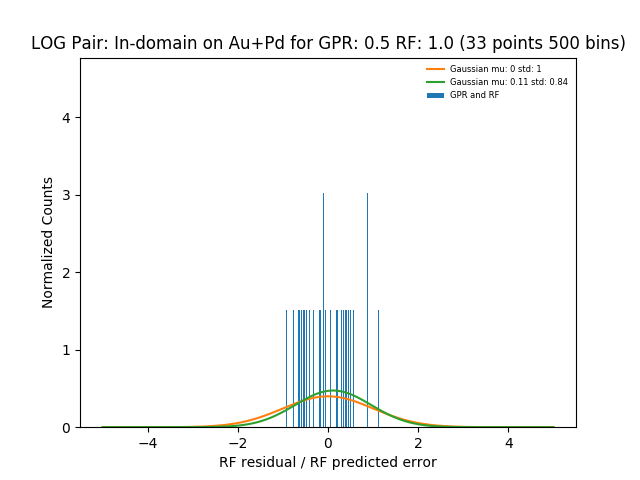 LOG Pair: In-domain on Au+Pd for GPR: 0.5 RF: 1.0 (33 points 500 bins)
Gaussian mu: 0 std: 1
Gaussian mu: 0.11 std: 0.84
GPR and RF
Normalized Counts
4
3
2
1
0
−4 −2 0 2 4
RF residual / RF predicted error